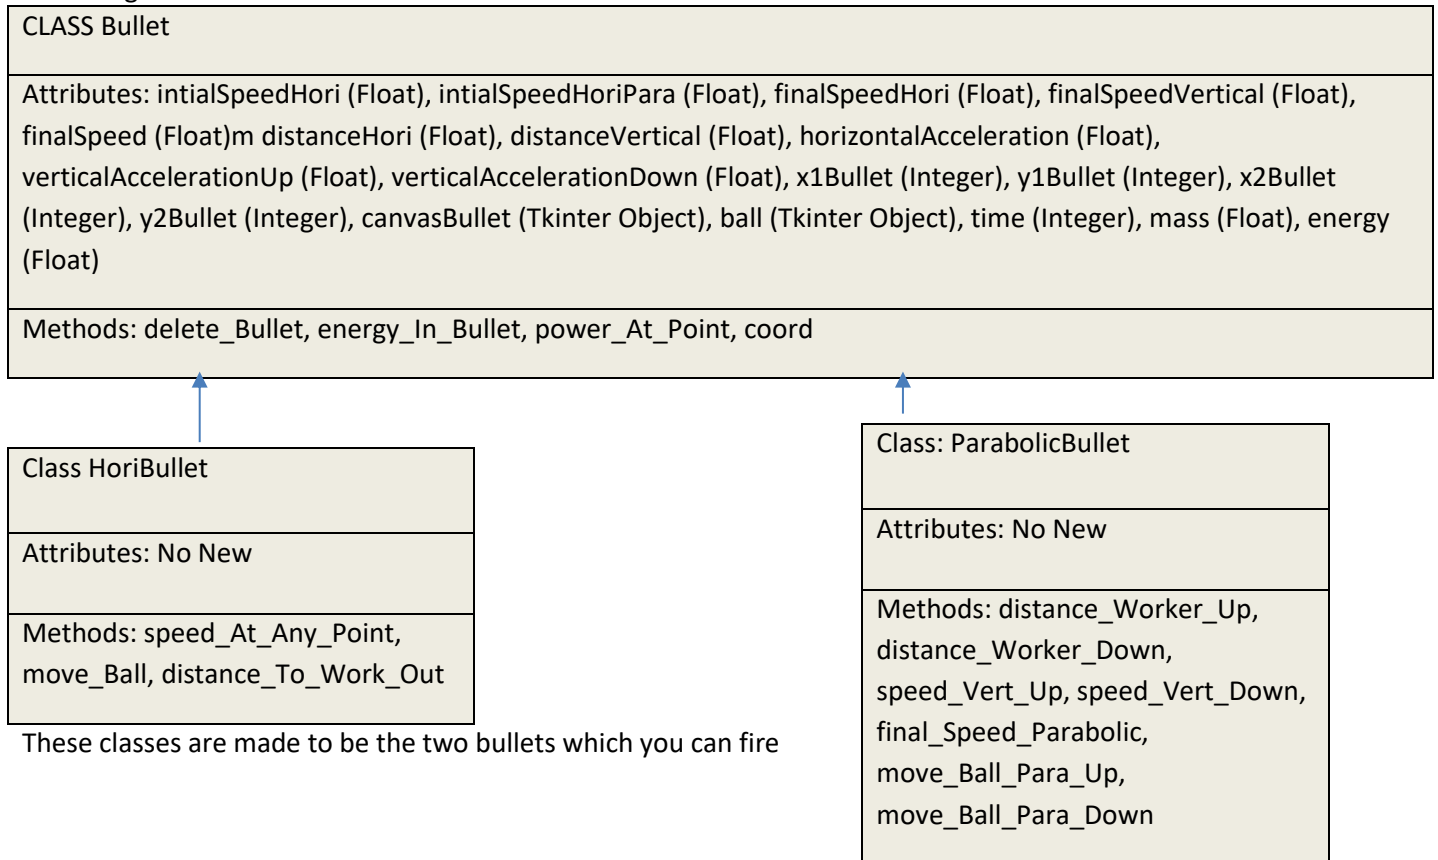 CLASS Bullet
Attributes: intialSpeedHori (Float), intialSpeedHoriPara (Float), finalSpeedHori (Float), finalSpeedVertical (Float),
finalSpeed (Float)m distanceHori (Float), distanceVertical (Float), horizontalAcceleration (Float),
verticalAccelerationUp (Float), verticalAccelerationDown (Float), x1Bullet (Integer), y1Bullet (Integer), x2Bullet
(Integer), y2Bullet (Integer), canvasBullet (Tkinter Object), ball (Tkinter Object), time (Integer), mass (Float), energy
(Float)
Methods: delete_Bullet, energy_In_Bullet, power_At_Point, coord
Class HoriBullet
Attributes: No New
Methods: speed_At_Any_Point,
move_Ball, distance_To_Work_Out
These classes are made to be the two bullets which you can fire
Class: ParabolicBullet
Attributes: No New
Methods: distance_Worker_Up,
distance_Worker_Down,
speed_Vert_Up, speed_Vert_Down,
final_Speed_Parabolic,
move_Ball_Para_Up,
move_Ball_Para_Down